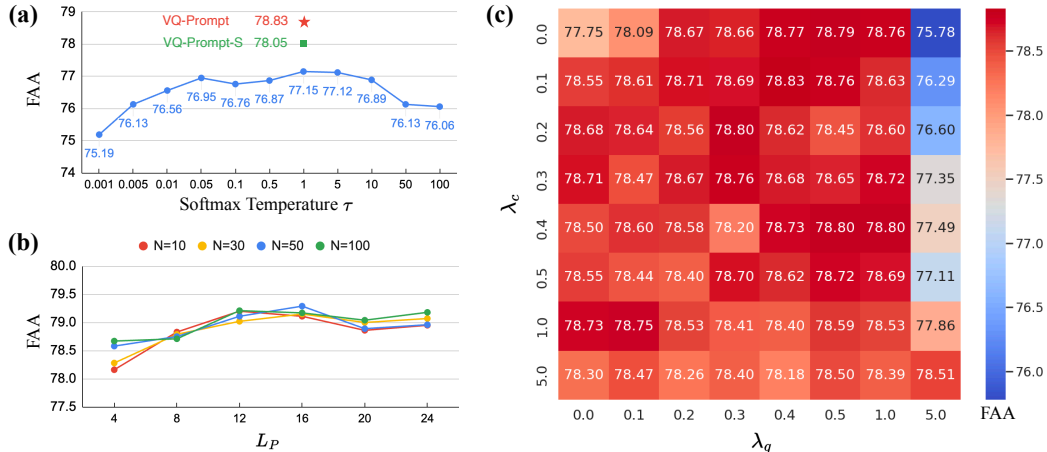 (a)
VQ-Prompt 78.83
VQ-Prompt-S 78.05
79
78
77
76
75
74
FAA
75.19
76.13
76.56
76.95
76.76
76.87
77.15
77.12
76.89
76.13
76.06
0.001 0.005 0.01 0.05 0.1 0.5 1 5 10 50 100
Softmax Temperature τ
(b)
N=10 N=30 N=50 N=100
80.0
79.5
79.0
78.5
78.0
77.5
FAA
4 8 12 16 20 24
L_P
(c)
0.0 77.75 78.09 78.67 78.66 78.77 78.79 78.76 75.78
0.1 78.55 78.61 78.71 78.69 78.83 78.76 78.63 76.29
0.2 78.68 78.64 78.56 78.80 78.62 78.45 78.60 76.60
0.3 78.71 78.47 78.67 78.76 78.68 78.65 78.72 77.35
0.4 78.50 78.60 78.58 78.20 78.73 78.80 78.80 77.49
0.5 78.55 78.44 78.40 78.70 78.62 78.72 78.69 77.11
1.0 78.73 78.75 78.53 78.41 78.40 78.59 78.53 77.86
5.0 78.30 78.47 78.26 78.40 78.18 78.50 78.39 78.51
λ_c
0.0 0.1 0.2 0.3 0.4 0.5 1.0 5.0
λ_q
78.5
78.0
77.5
77.0
76.5
76.0
FAA